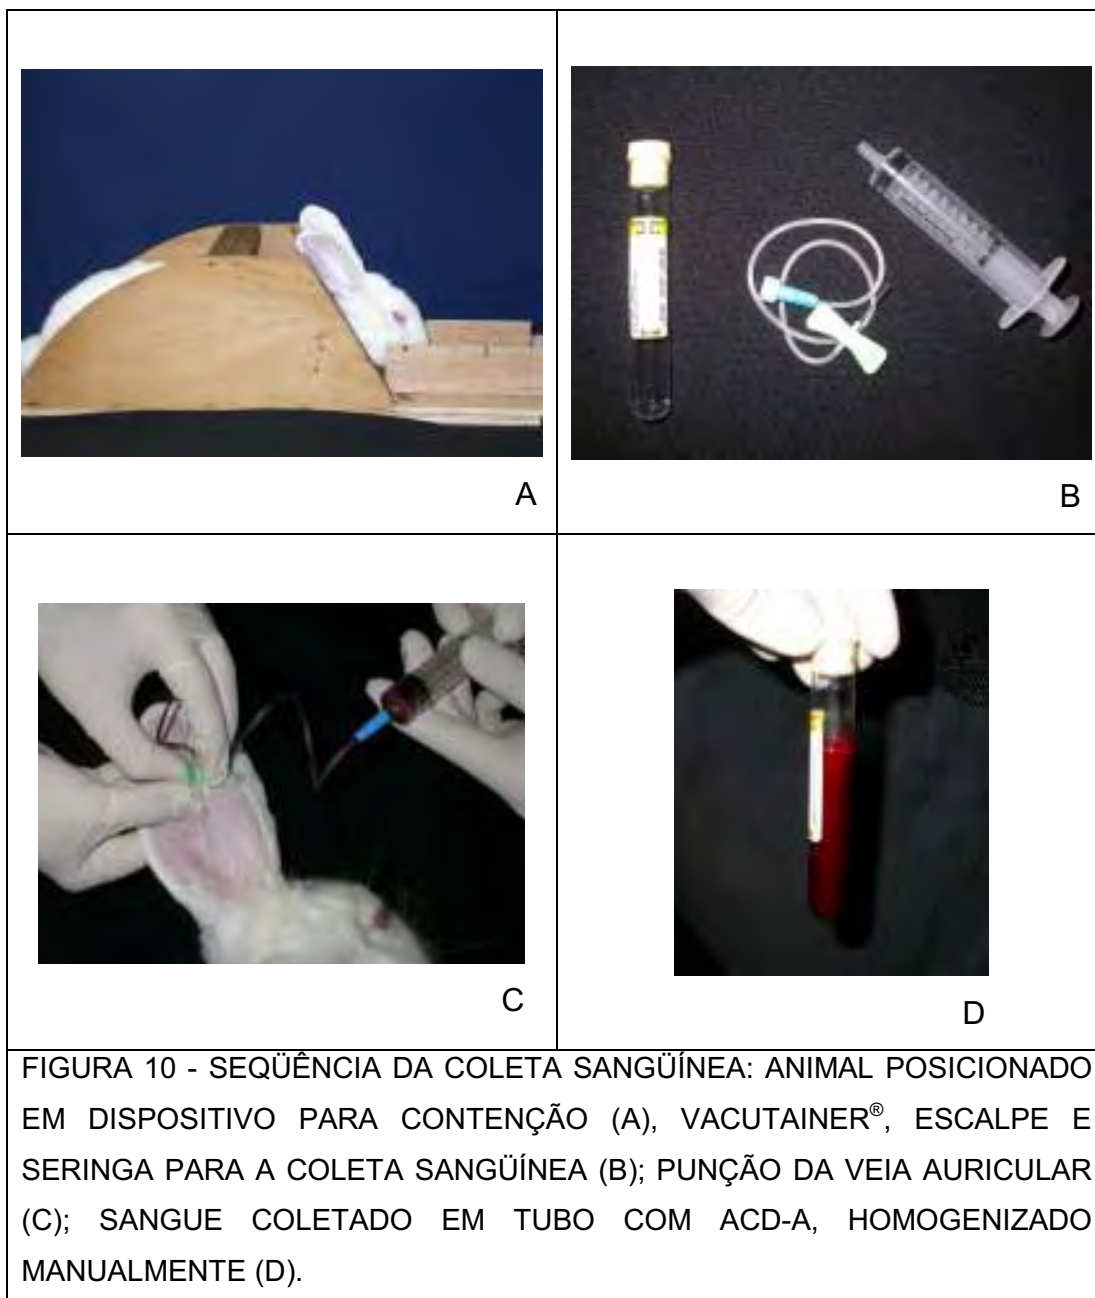 A
B
C
D
FIGURA 10 - SEQÜÊNCIA DA COLETA SANGÜÍNEA: ANIMAL POSICIONADO
EM DISPOSITIVO PARA CONTENÇÃO (A), VACUTAINER®, ESCALPE E
SERINGA PARA A COLETA SANGÜÍNEA (B); PUNÇÃO DA VEIA AURICULAR
(C); SANGUE COLETADO EM TUBO COM ACD-A, HOMOGENIZADO
MANUALMENTE (D).